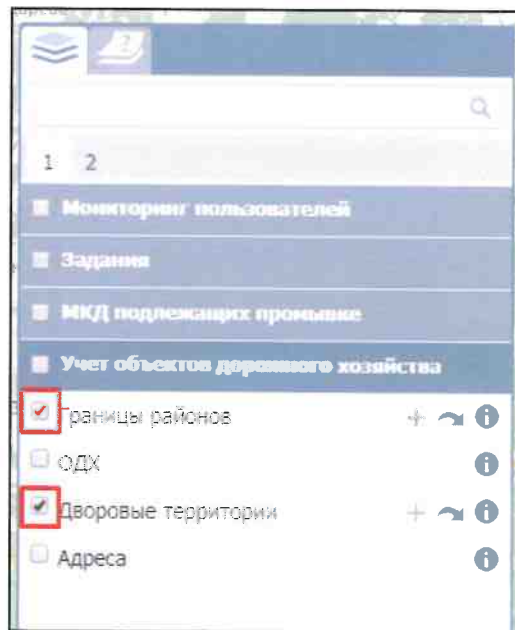 1 2
Мониторинг пользователей
Задания
МКД подлежащих промывке
Учет объектов дорожного хозяйства
Границы районов
ОДХ
Дворовые территории
Адреса